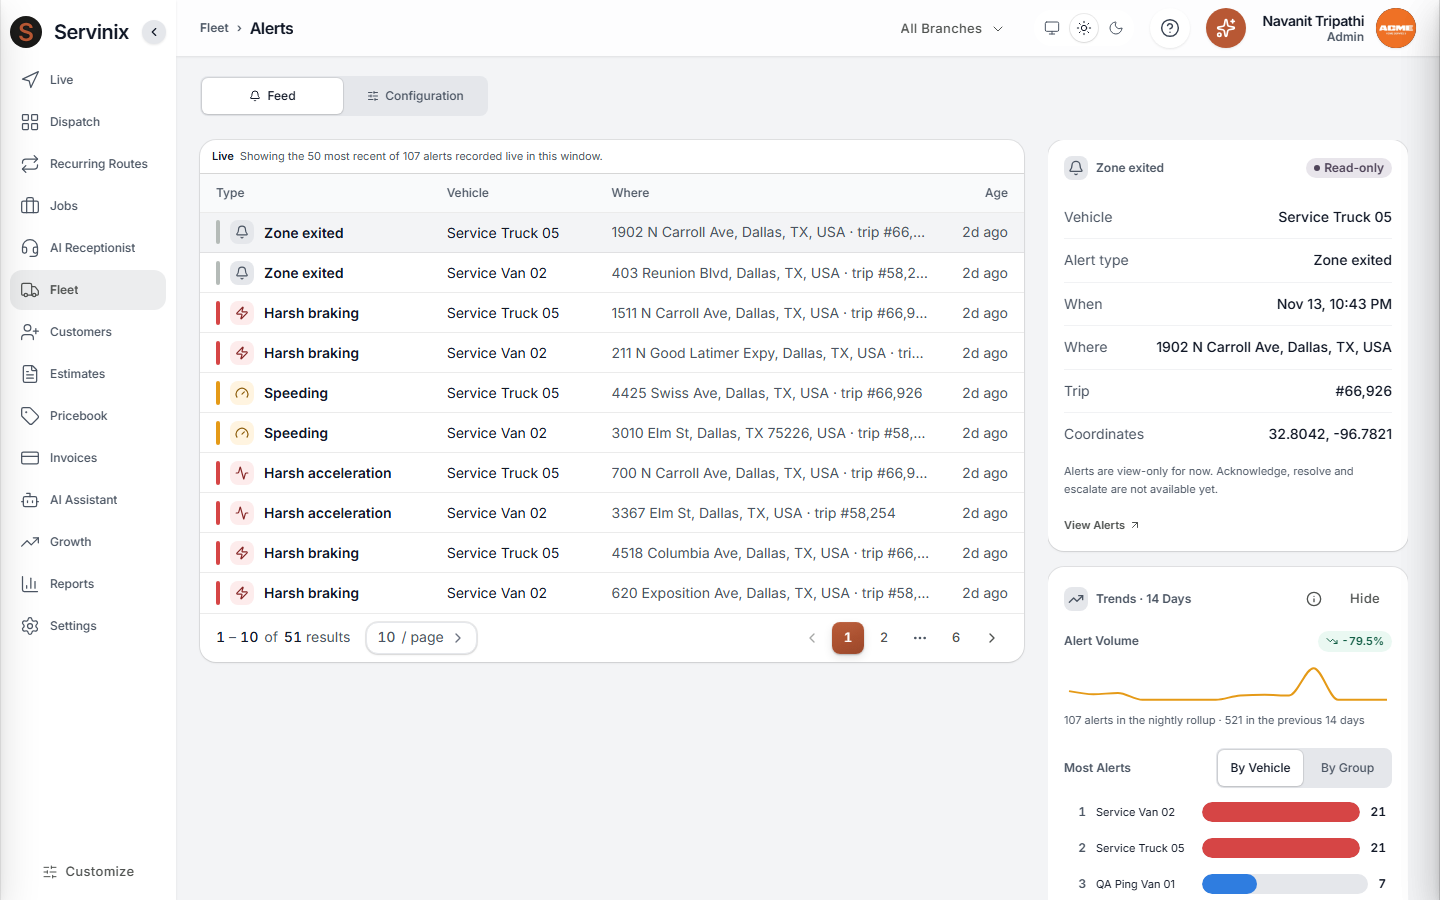 S Servinix
Fleet › Alerts
All Branches
Navanit Tripathi
Admin
ACME
Live
Dispatch
Recurring Routes
Jobs
AI Receptionist
Fleet
Customers
Estimates
Pricebook
Invoices
AI Assistant
Growth
Reports
Settings
Customize
Feed
Configuration
Live Showing the 50 most recent of 107 alerts recorded live in this window.
Type Vehicle Where Age
Zone exited Service Truck 05 1902 N Carroll Ave, Dallas, TX, USA · trip #66,... 2d ago
Zone exited Service Van 02 403 Reunion Blvd, Dallas, TX, USA · trip #58,2... 2d ago
Harsh braking Service Truck 05 1511 N Carroll Ave, Dallas, TX, USA · trip #66,9... 2d ago
Harsh braking Service Van 02 211 N Good Latimer Expy, Dallas, TX, USA · tri... 2d ago
Speeding Service Truck 05 4425 Swiss Ave, Dallas, TX, USA · trip #66,926 2d ago
Speeding Service Van 02 3010 Elm St, Dallas, TX 75226, USA · trip #58,... 2d ago
Harsh acceleration Service Truck 05 700 N Carroll Ave, Dallas, TX, USA · trip #66,9... 2d ago
Harsh acceleration Service Van 02 3367 Elm St, Dallas, TX, USA · trip #58,254 2d ago
Harsh braking Service Truck 05 4518 Columbia Ave, Dallas, TX, USA · trip #66,... 2d ago
Harsh braking Service Van 02 620 Exposition Ave, Dallas, TX, USA · trip #58,... 2d ago
1 – 10 of 51 results 10 / page 1 2 ... 6
Zone exited Read-only
Vehicle Service Truck 05
Alert type Zone exited
When Nov 13, 10:43 PM
Where 1902 N Carroll Ave, Dallas, TX, USA
Trip #66,926
Coordinates 32.8042, -96.7821
Alerts are view-only for now. Acknowledge, resolve and
escalate are not available yet.
View Alerts
Trends · 14 Days Hide
Alert Volume -79.5%
107 alerts in the nightly rollup · 521 in the previous 14 days
Most Alerts By Vehicle By Group
1 Service Van 02 21
2 Service Truck 05 21
3 QA Ping Van 01 7